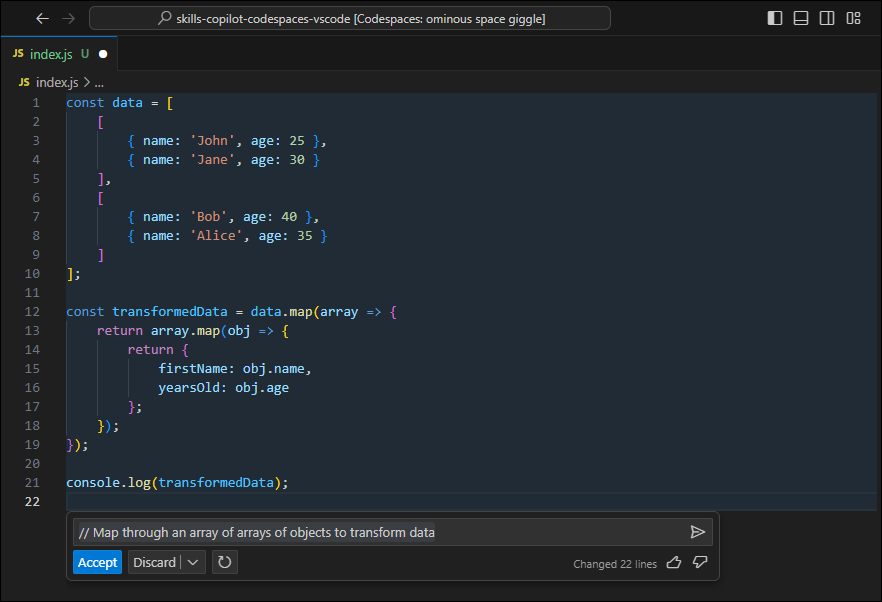 skills-copilot-codespaces-vscode [Codespaces: ominous space giggle]
JS index.js U
JS index.js > ...
1 const data = [
2     [
3         { name: 'John', age: 25 },
4         { name: 'Jane', age: 30 }
5     ],
6     [
7         { name: 'Bob', age: 40 },
8         { name: 'Alice', age: 35 }
9     ]
10 ];
11
12 const transformedData = data.map(array => {
13     return array.map(obj => {
14         return {
15             firstName: obj.name,
16             yearsOld: obj.age
17         };
18     });
19 });
20
21 console.log(transformedData);
22
// Map through an array of arrays of objects to transform data
Accept Discard Changed 22 lines